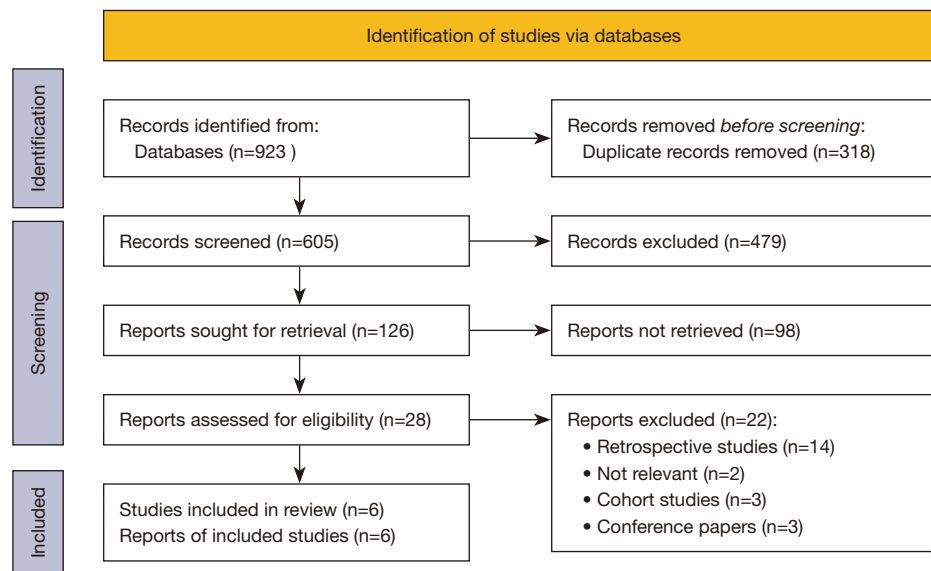 Identification of studies via databases
Identification
Records identified from:
Databases (n=923 )
Records removed before screening:
Duplicate records removed (n=318)
Screening
Records screened (n=605)
Records excluded (n=479)
Reports sought for retrieval (n=126)
Reports not retrieved (n=98)
Reports assessed for eligibility (n=28)
Reports excluded (n=22):
• Retrospective studies (n=14)
• Not relevant (n=2)
• Cohort studies (n=3)
• Conference papers (n=3)
Included
Studies included in review (n=6)
Reports of included studies (n=6)